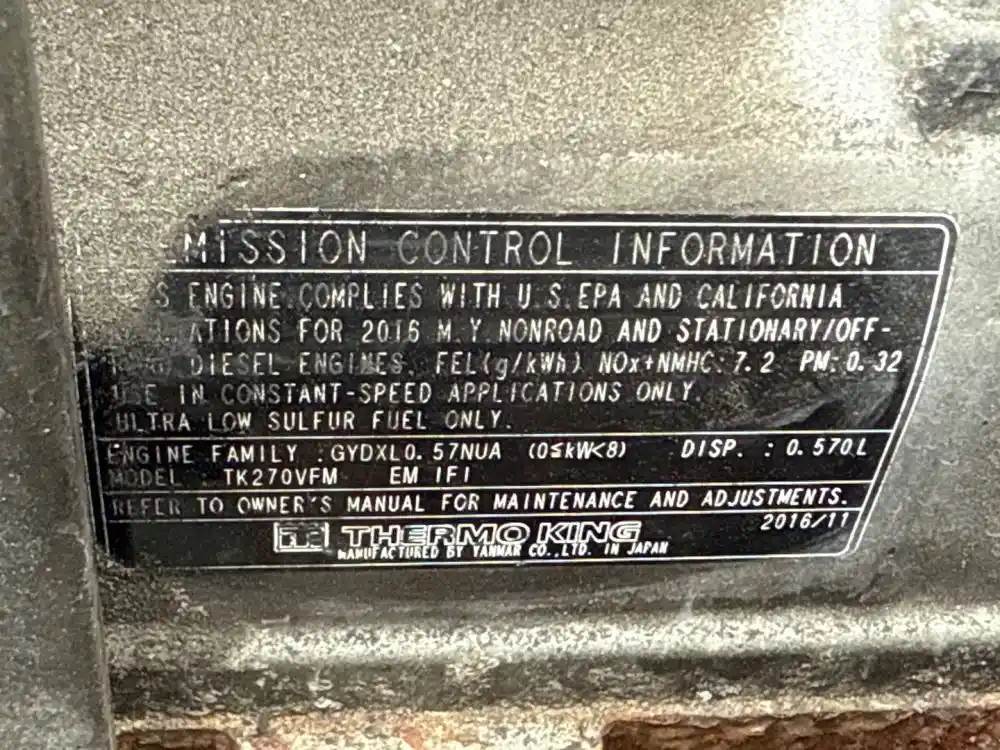 MISSION CONTROL INFORMATION
S ENGINE COMPLIES WITH U.S.EPA AND CALIFORNIA
ATIONS FOR 2016 M.Y.NONROAD AND STATIONARY/OFF-
DIESEL ENGINES. FEL(g/kWh) NOx+NMHC:7.2 PM:0.32
USE IN CONSTANT-SPEED APPLICATIONS ONLY.
ULTRA LOW SULFUR FUEL ONLY.
ENGINE FAMILY :GYDXL0.57NUA (0≤kW<8) DISP. : 0.570L
MODEL : TK270VFM EM IFI
REFER TO OWNER'S MANUAL FOR MAINTENANCE AND ADJUSTMENTS.
2016/11
THERMO KING
MANUFACTURED BY YANMAR CO.,LTD. IN JAPAN